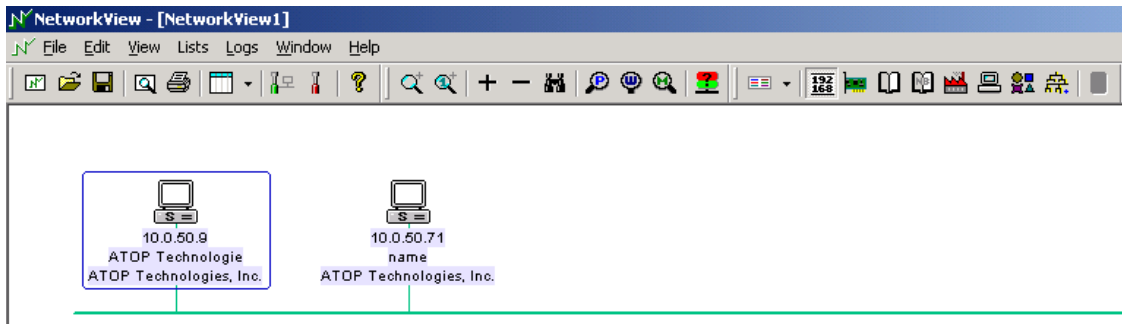 NetworkView - [NetworkView1]
File Edit View Lists Logs Window Help
192
168
S
10.0.50.9
ATOP Technologie
ATOP Technologies, Inc.
S
10.0.50.71
name
ATOP Technologies, Inc.